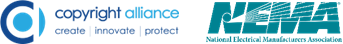 copyright alliance
create | innovate | protect
NEMA
National Electrical Manufacturers Association